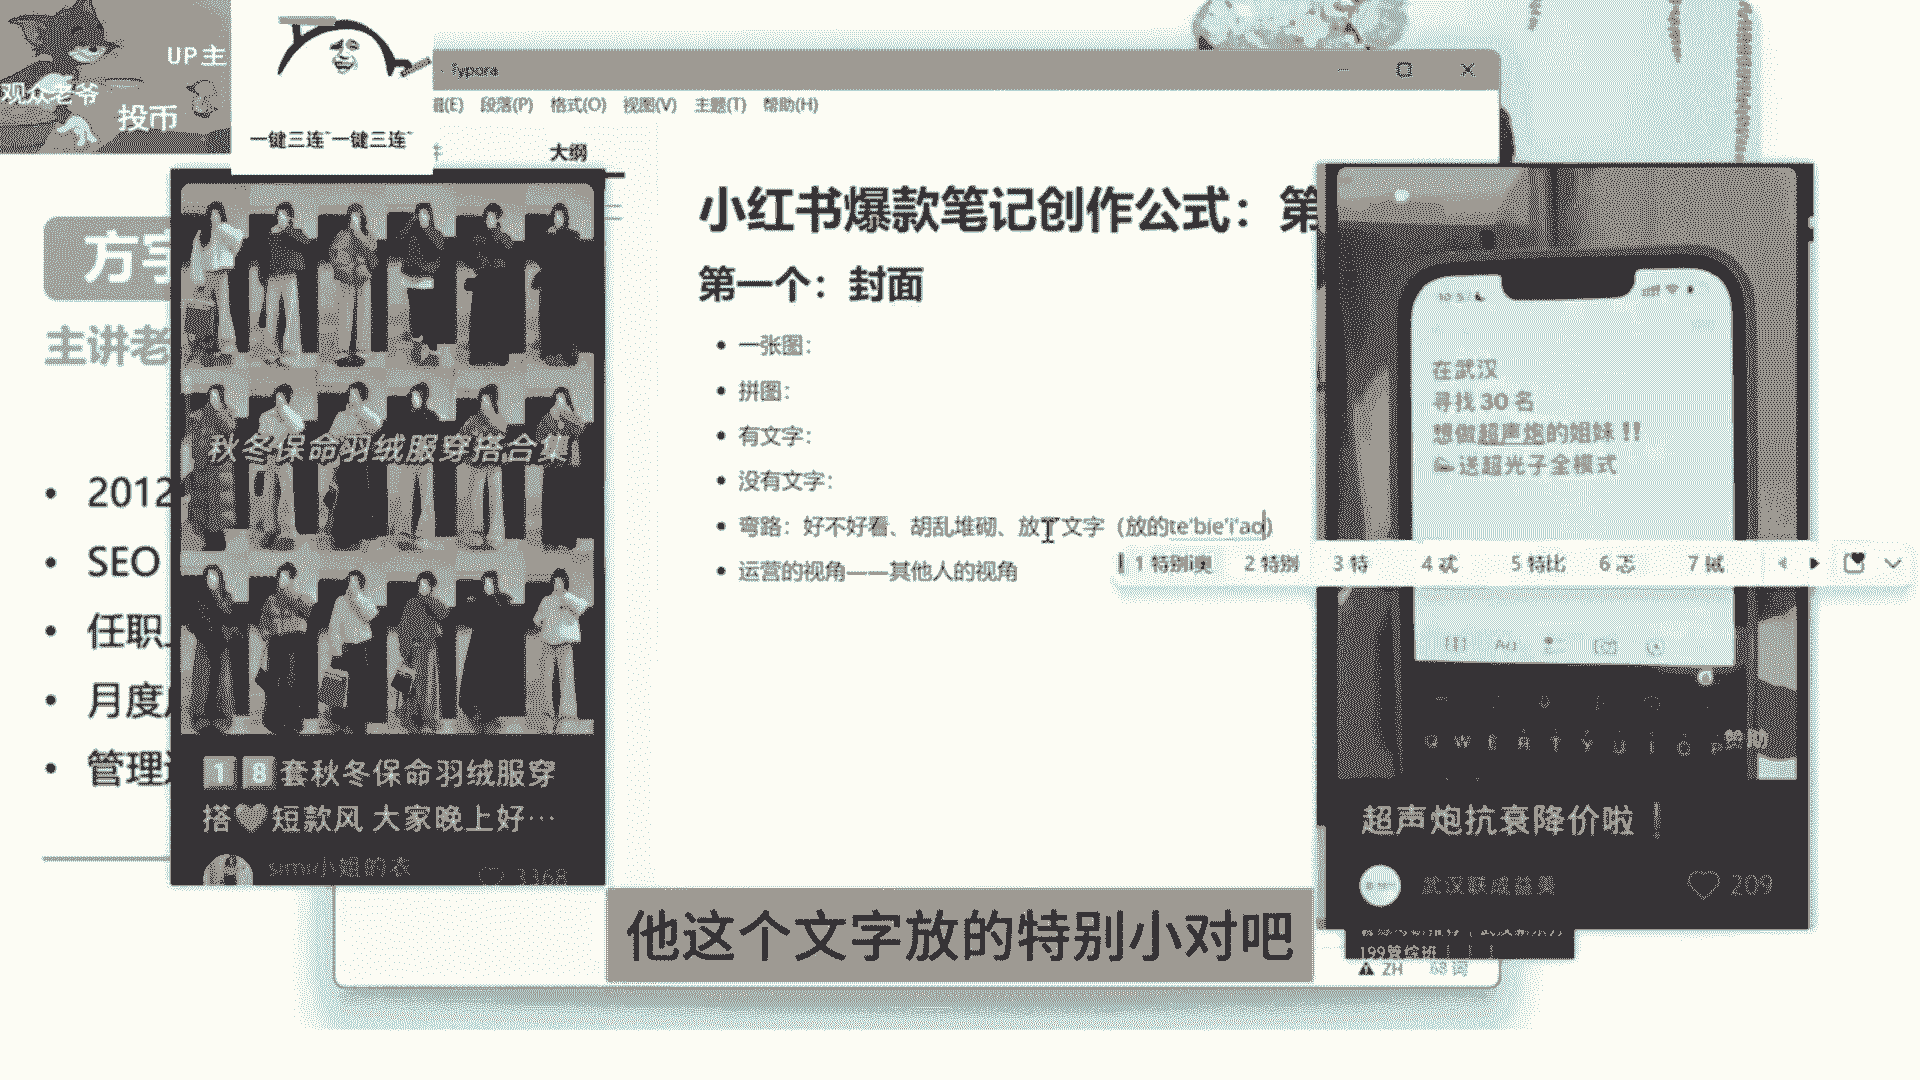 UP主
观众老爷
投币
一键三连~一键三连~
Typora
辑(E) 段落(P) 格式(O) 视图(V) 主题(T) 帮助(H)
大纲
主讲老
2012
SEO
任职
月度
管理
秋冬保命羽绒服穿搭合集
18套秋冬保命羽绒服穿
搭🤎短款风 大家晚上好…
simi小姐的衣
3368
小红书爆款笔记创作公式：第
第一个：封面
一张图：
拼图：
有文字：
没有文字：
弯路：好不好看、胡乱堆砌、放了文字（放的te'bie'i'ao）
运营的视角——其他人的视角
1 特别 2 特别 3 特 4 忒 5 特比 6 忑 7 铽
在武汉
寻找 30 名
想做超声炮的姐妹 !!
送超光子全模式
Q W E R T Y U I O P
赞助
超声炮抗衰降价啦！
武汉联成益美
209
199管综班
ZH 68 词
他这个文字放的特别小对吧